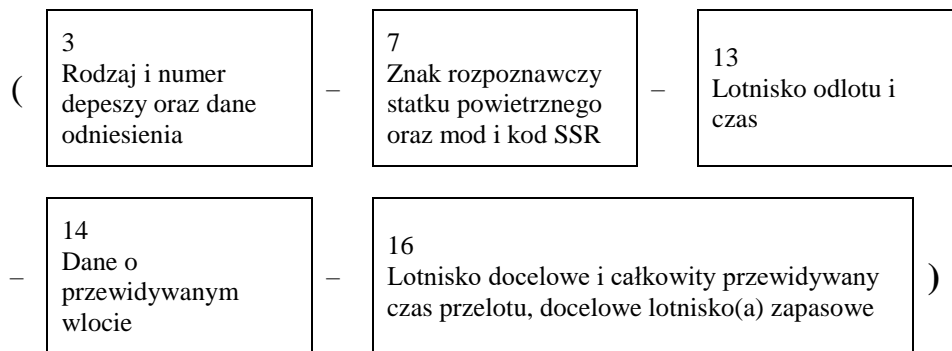 (
3
Rodzaj i numer
depeszy oraz dane
odniesienia
–
7
Znak rozpoznawczy
statku powietrznego
oraz mod i kod SSR
–
13
Lotnisko odlotu i
czas
–
14
Dane o
przewidywanym
wlocie
–
16
Lotnisko docelowe i całkowity przewidywany
czas przelotu, docelowe lotnisko(a) zapasowe
)